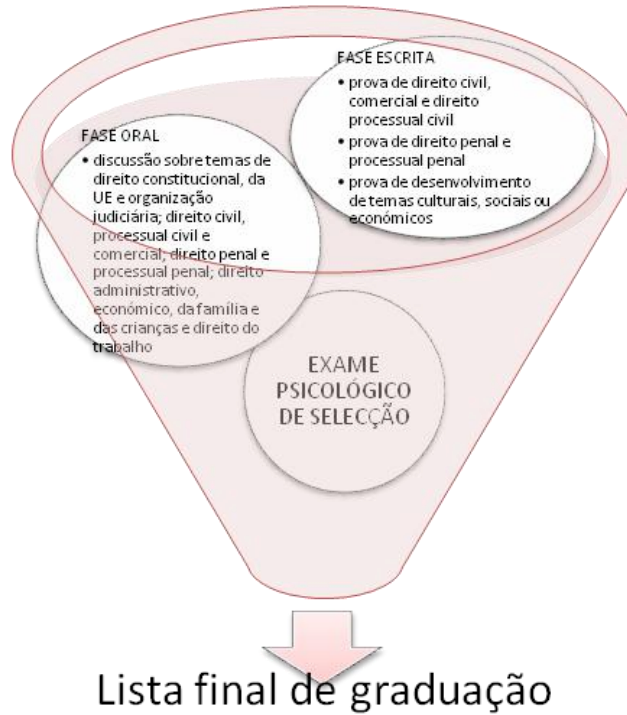 FASE ESCRITA
• prova de direito civil,
comercial e direito
processual civil
• prova de direito penal e
processual penal
• prova de desenvolvimento
de temas culturais, sociais ou
económicos
FASE ORAL
• discussão sobre temas de
direito constitucional, da
UE e organização
judiciária; direito civil,
processual civil e
comercial; direito penal e
processual penal; direito
administrativo,
económico, da família e
das crianças e direito do
trabalho
EXAME
PSICOLÓGICO
DE SELECÇÃO
Lista final de graduação